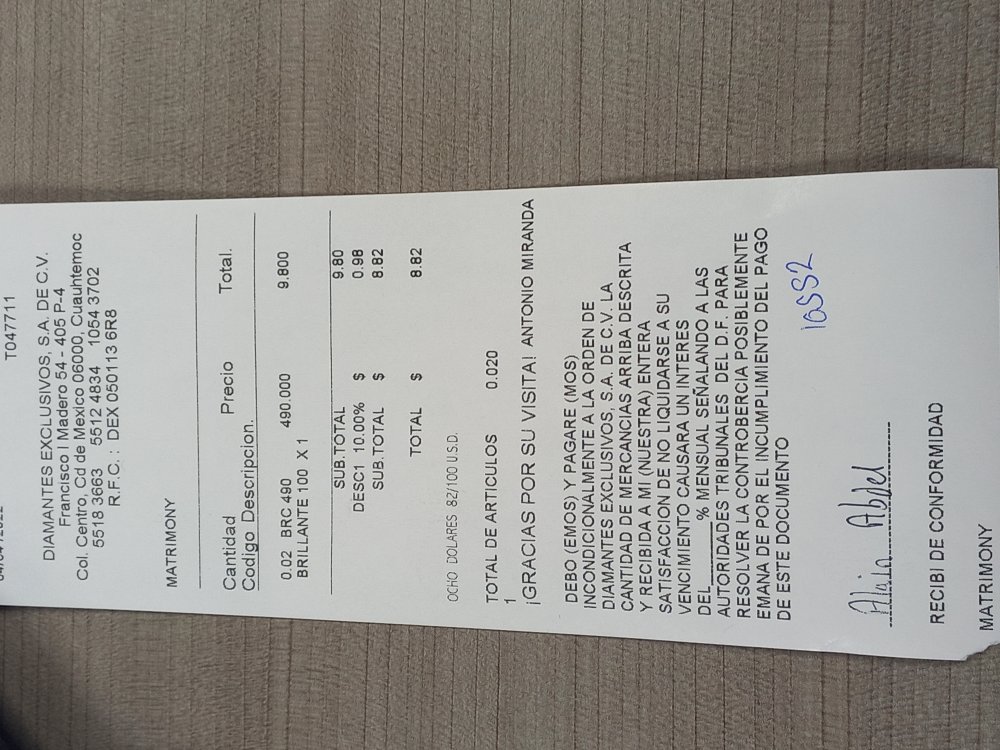 T047711
DIAMANTES EXCLUSIVOS, S.A. DE C.V.
Francisco I Madero 54 - 405 P-4
Col. Centro, Cd de Mexico 06000, Cuauhtemoc
5518 3663 5512 4834 1054 3702
R.F.C. : DEX 050113 6R8
MATRIMONY
Cantidad Precio Total.
Codigo Descripcion.
0.02 BRC 490 490.000 9.800
BRILLANTE 100 X 1
SUB.TOTAL 9.80
DESC1 10.00% $ 0.98
SUB.TOTAL $ 8.82
TOTAL $ 8.82
OCHO DOLARES 82/100 U.S.D.
TOTAL DE ARTICULOS 0.020
1
¡GRACIAS POR SU VISITA! ANTONIO MIRANDA
DEBO (EMOS) Y PAGARE (MOS)
INCONDICIONALMENTE A LA ORDEN DE
DIAMANTES EXCLUSIVOS, S.A. DE C.V. LA
CANTIDAD DE MERCANCIAS ARRIBA DESCRITA
Y RECIBIDA A MI (NUESTRA) ENTERA
SATISFACCION DE NO LIQUIDARSE A SU
VENCIMIENTO CAUSARA UN INTERES
DEL______% MENSUAL SEÑALANDO A LAS
AUTORIDADES TRIBUNALES DEL D.F. PARA
RESOLVER LA CONTROBERCIA POSIBLEMENTE
EMANA DE POR EL INCUMPLIMIENTO DEL PAGO
DE ESTE DOCUMENTO
Abdel
RECIBI DE CONFORMIDAD
MATRIMONY